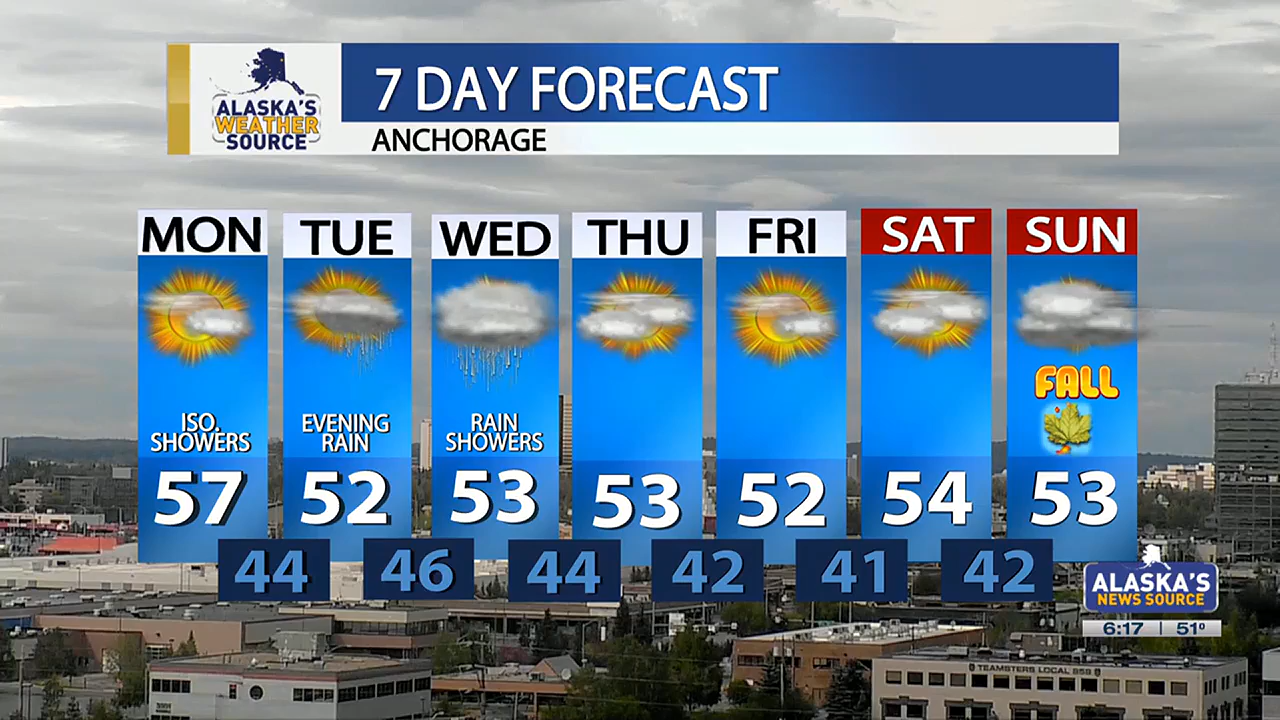 ALASKA'S
WEATHER
SOURCE
7 DAY FORECAST
ANCHORAGE
MON
TUE
WED
THU
FRI
SAT
SUN
FALL
ISO.
SHOWERS
EVENING
RAIN
RAIN
SHOWERS
57
52
53
53
52
54
53
44
46
44
42
41
42
ALASKA'S
NEWS SOURCE
6:17 | 51º
TEAMSTERS LOCAL 959